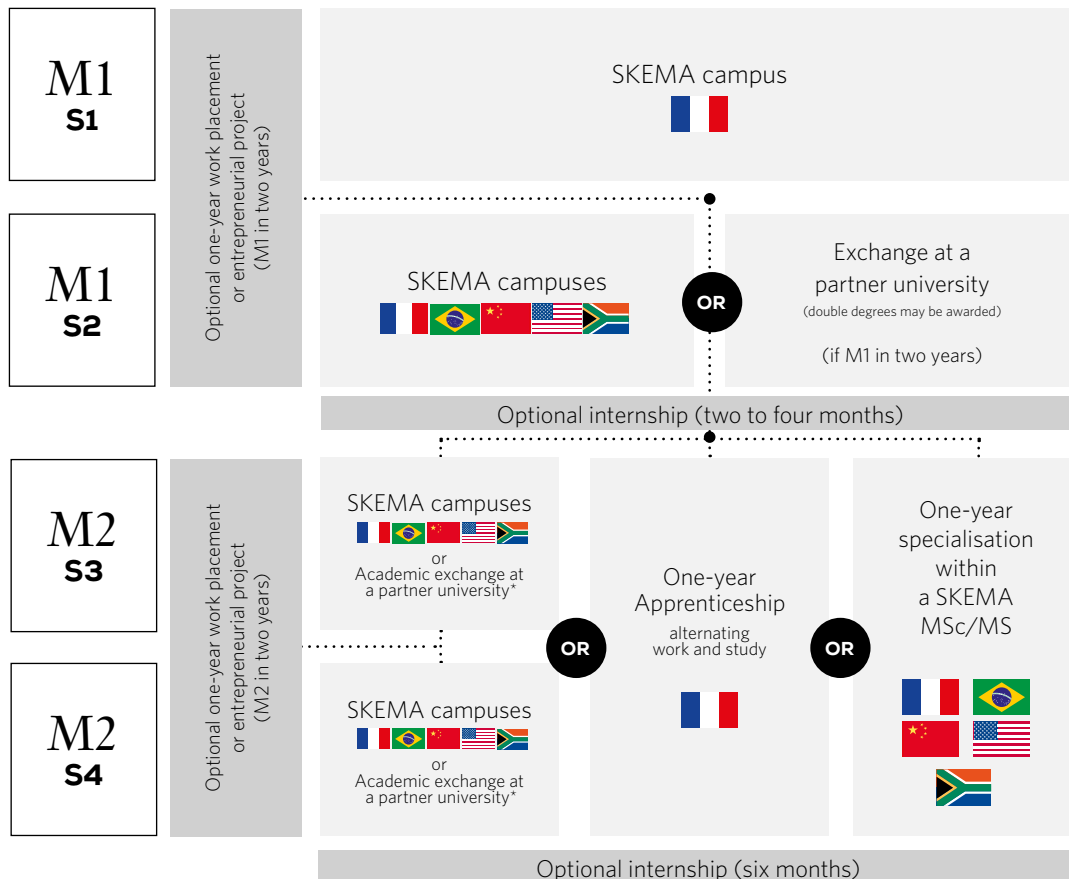 M1
S1
Optional one-year work placement
or entrepreneurial project
(M1 in two years)
SKEMA campus
M1
S2
SKEMA campuses
OR
Exchange at a
partner university
(double degrees may be awarded)
(if M1 in two years)
Optional internship (two to four months)
M2
S3
Optional one-year work placement
or entrepreneurial project
(M2 in two years)
SKEMA campuses
or
Academic exchange at
a partner university*
OR
One-year
Apprenticeship
alternating
work and study
OR
One-year
specialisation
within
a SKEMA
MSc/MS
M2
S4
SKEMA campuses
or
Academic exchange at
a partner university*
Optional internship (six months)